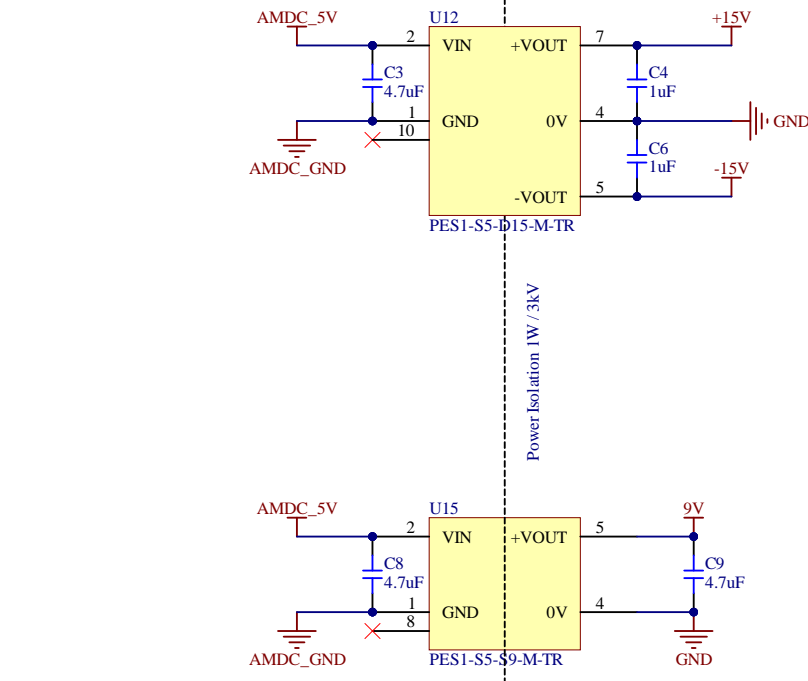 AMDC_5V
U12
+15V
2
VIN
+VOUT
7
C3
4.7uF
C4
1uF
1
GND
0V
4
GND
10
C6
1uF
AMDC_GND
-15V
-VOUT
5
PES1-S5-D15-M-TR
Power Isolation 1W / 3kV
AMDC_5V
U15
9V
2
VIN
+VOUT
5
C8
4.7uF
C9
4.7uF
1
GND
0V
4
8
AMDC_GND
PES1-S5-S9-M-TR
GND